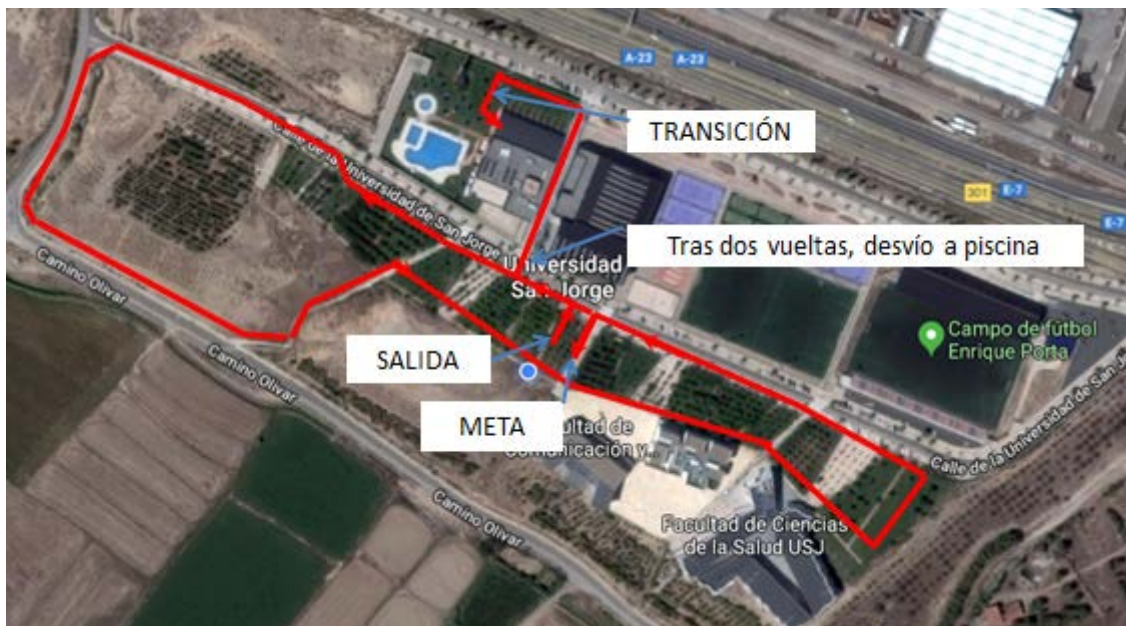 A-23
A-23
TRANSICIÓN
301
E-7
E-7
Calle de la Universidad de San Jorge
Tras dos vueltas, desvío a piscina
Universidad
San Jorge
Campo de fútbol
Enrique Porta
SALIDA
Camino Olivar
Camino Olivar
META
Comunicación y...
Calle de la Universidad de San J
Camino Olivar
Facultad de Ciencias
de la Salud USJ